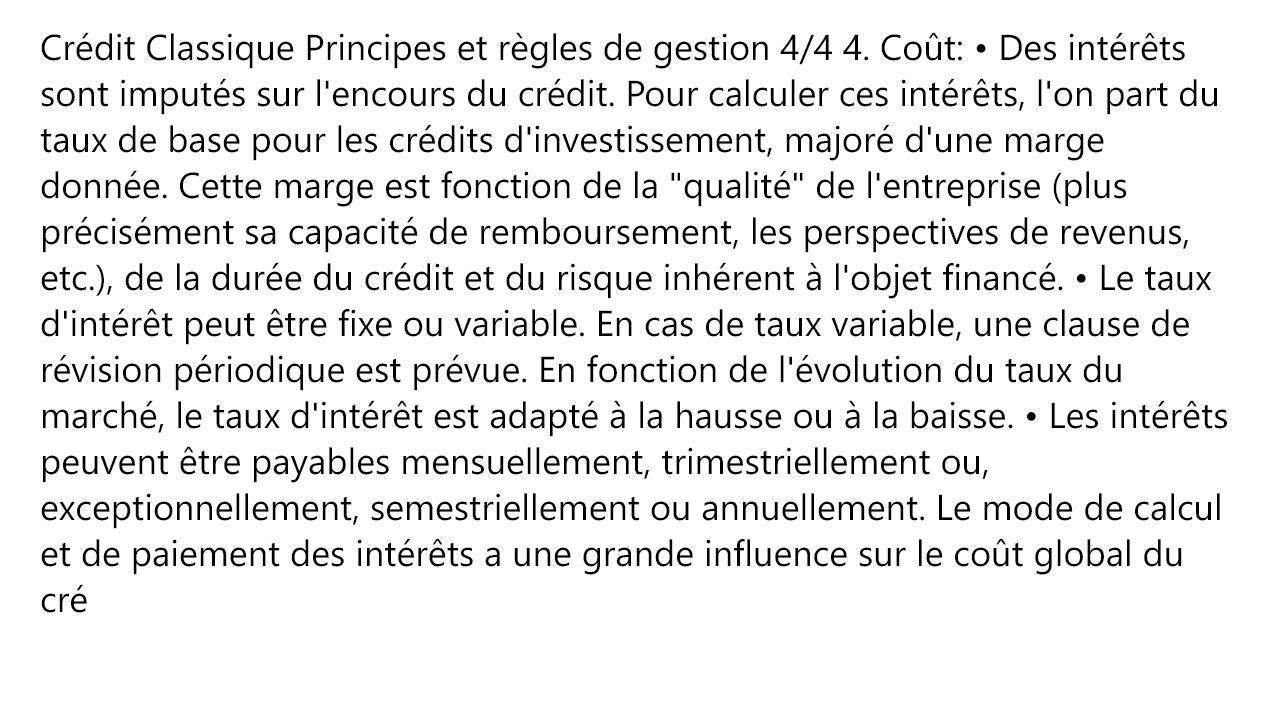 Crédit Classique Principes et règles de gestion 4/4 4. Coût: • Des intérêts
sont imputés sur l'encours du crédit. Pour calculer ces intérêts, l'on part du
taux de base pour les crédits d'investissement, majoré d'une marge
donnée. Cette marge est fonction de la "qualité" de l'entreprise (plus
précisément sa capacité de remboursement, les perspectives de revenus,
etc.), de la durée du crédit et du risque inhérent à l'objet financé. • Le taux
d'intérêt peut être fixe ou variable. En cas de taux variable, une clause de
révision périodique est prévue. En fonction de l'évolution du taux du
marché, le taux d'intérêt est adapté à la hausse ou à la baisse. • Les intérêts
peuvent être payables mensuellement, trimestriellement ou,
exceptionnellement, semestriellement ou annuellement. Le mode de calcul
et de paiement des intérêts a une grande influence sur le coût global du
cré